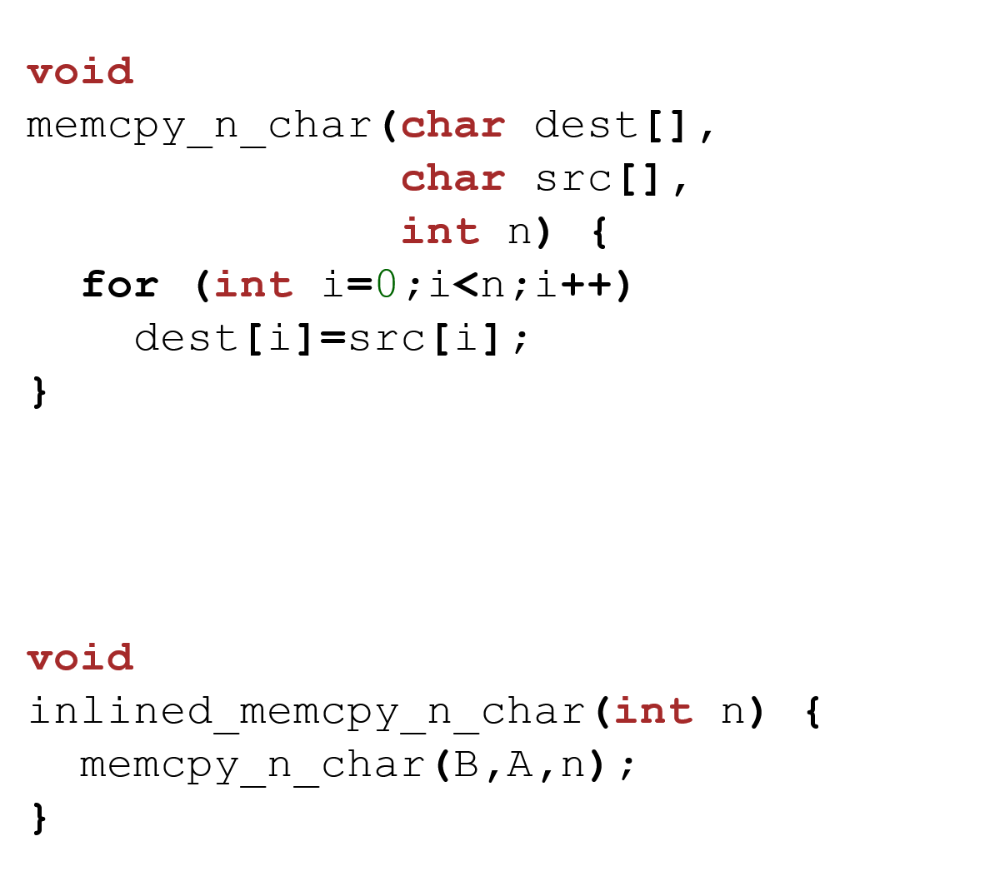 void
memcpy_n_char(char dest[],
              char src[],
              int n) {
  for (int i=0;i<n;i++)
    dest[i]=src[i];
}
void
inlined_memcpy_n_char(int n) {
  memcpy_n_char(B,A,n);
}